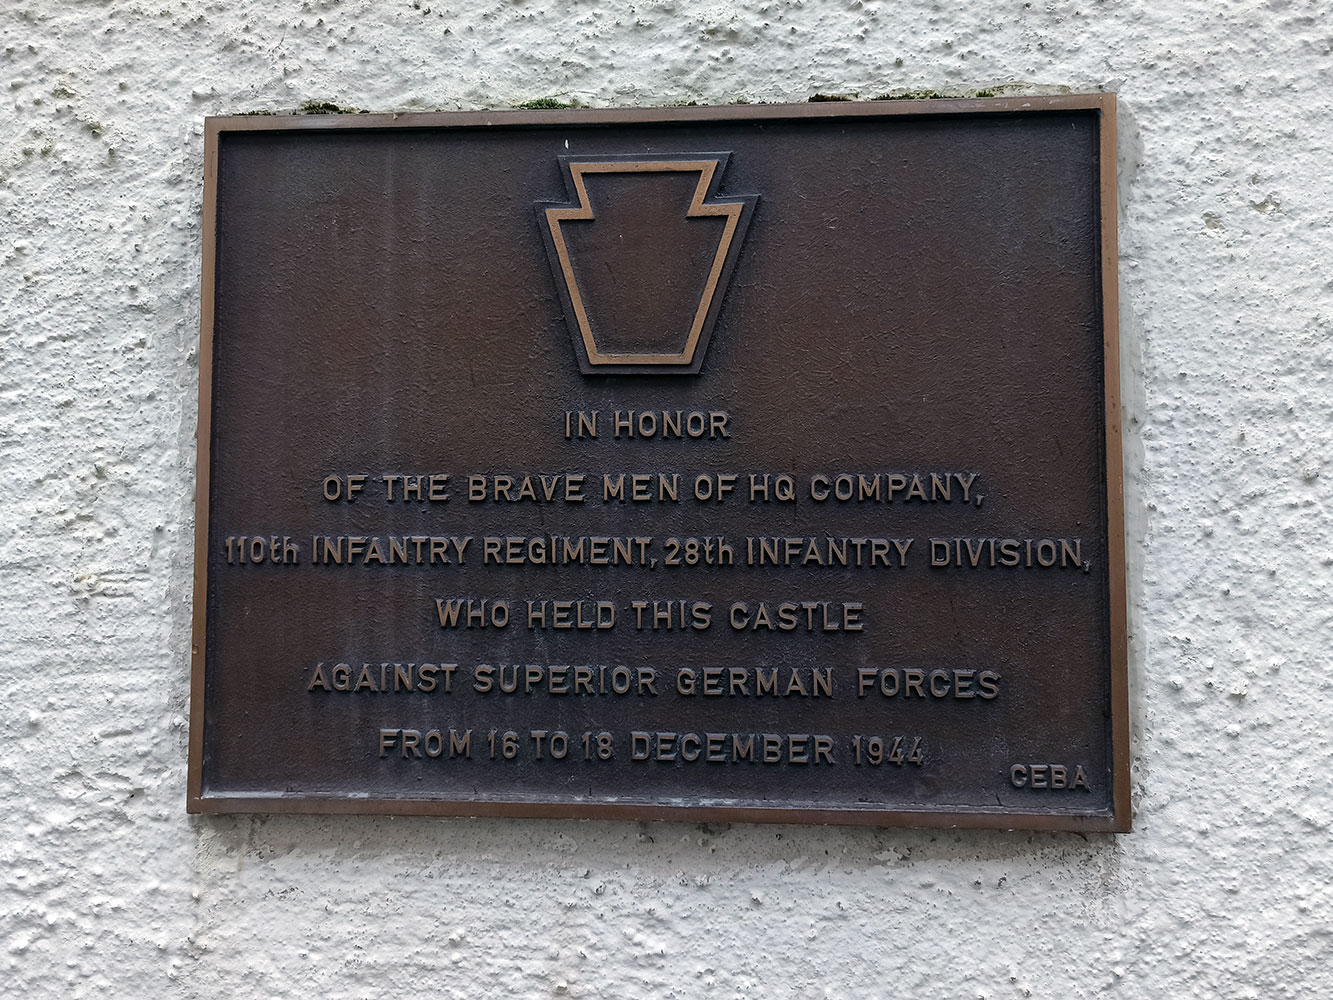 IN HONOR
OF THE BRAVE MEN OF HQ COMPANY,
110th INFANTRY REGIMENT, 28th INFANTRY DIVISION,
WHO HELD THIS CASTLE
AGAINST SUPERIOR GERMAN FORCES
FROM 16 TO 18 DECEMBER 1944
CEBA